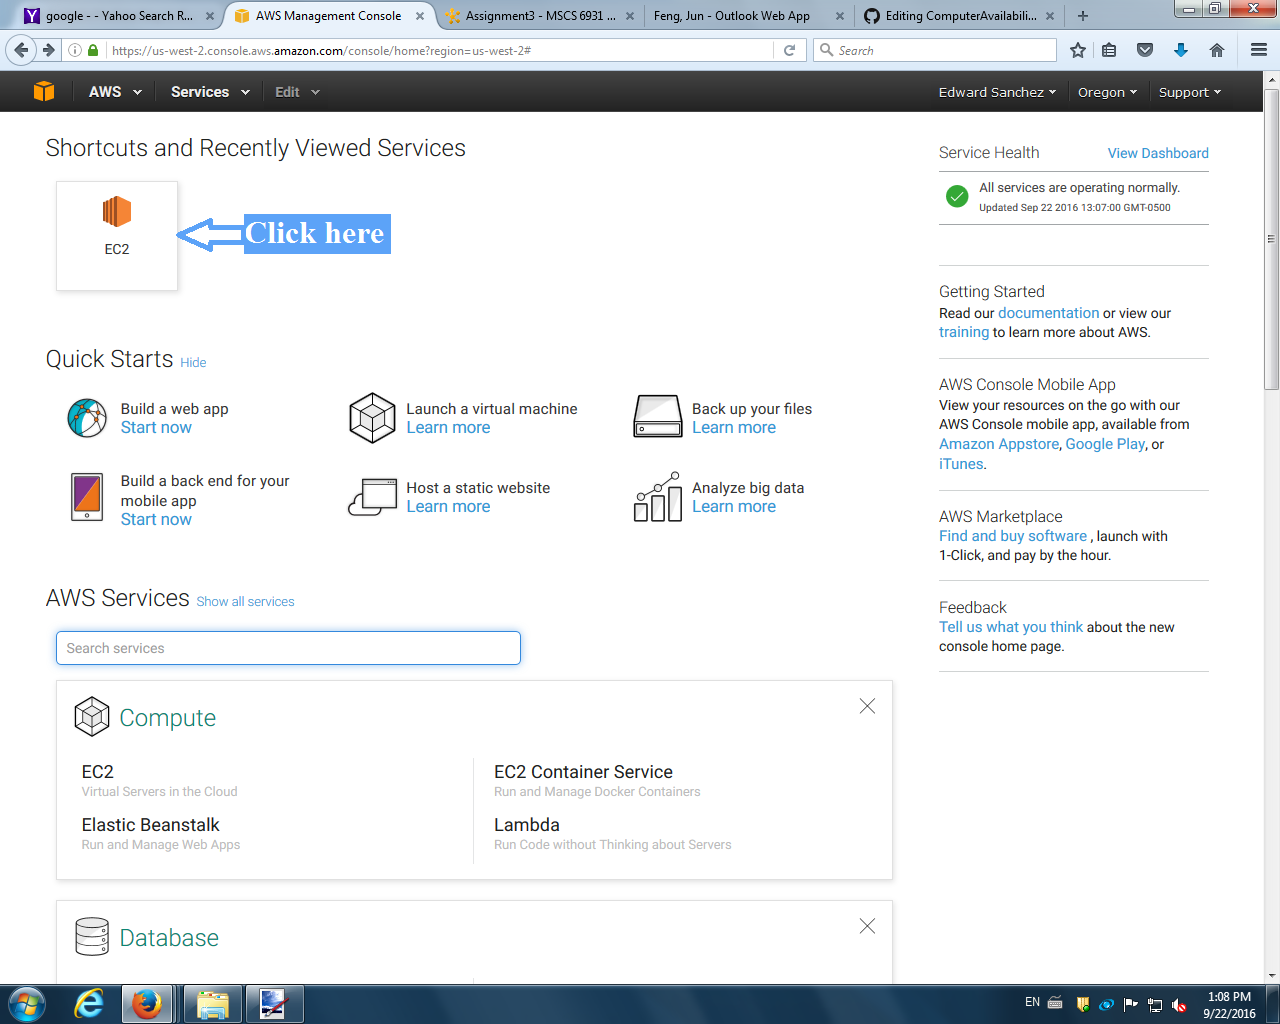 google - - Yahoo Search R...
AWS Management Console
Assignment3 - MSCS 6931 ...
Feng, Jun - Outlook Web App
Editing ComputerAvailabili...
https://us-west-2.console.aws.amazon.com/console/home?region=us-west-2#
Search
AWS
Services
Edit
Edward Sanchez
Oregon
Support
Shortcuts and Recently Viewed Services
EC2
Click here
Quick Starts Hide
Build a web app
Start now
Launch a virtual machine
Learn more
Back up your files
Learn more
Build a back end for your
mobile app
Start now
Host a static website
Learn more
Analyze big data
Learn more
AWS Services Show all services
Search services
Compute
EC2
Virtual Servers in the Cloud
EC2 Container Service
Run and Manage Docker Containers
Elastic Beanstalk
Run and Manage Web Apps
Lambda
Run Code without Thinking about Servers
Database
Service Health
View Dashboard
All services are operating normally.
Updated Sep 22 2016 13:07:00 GMT-0500
Getting Started
Read our documentation or view our
training to learn more about AWS.
AWS Console Mobile App
View your resources on the go with our
AWS Console mobile app, available from
Amazon Appstore, Google Play, or
iTunes.
AWS Marketplace
Find and buy software , launch with
1-Click, and pay by the hour.
Feedback
Tell us what you think about the new
console home page.
EN
1:08 PM
9/22/2016